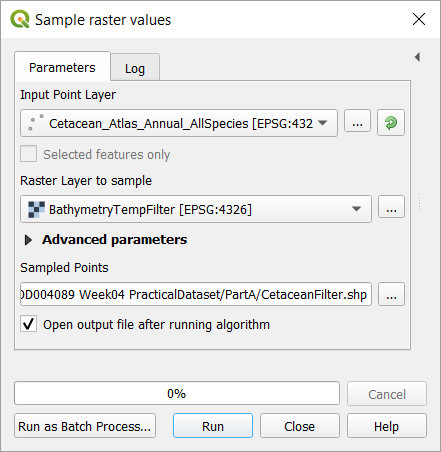 Sample raster values
Parameters Log
Input Point Layer
Cetacean_Atlas_Annual_AllSpecies [EPSG:432 ...
Selected features only
Raster Layer to sample
BathymetryTempFilter [EPSG:4326] ...
Advanced parameters
Sampled Points
DD004089 Week04 PracticalDataset/PartA/CetaceanFilter.shp ...
Open output file after running algorithm
0% Cancel
Run as Batch Process... Run Close Help